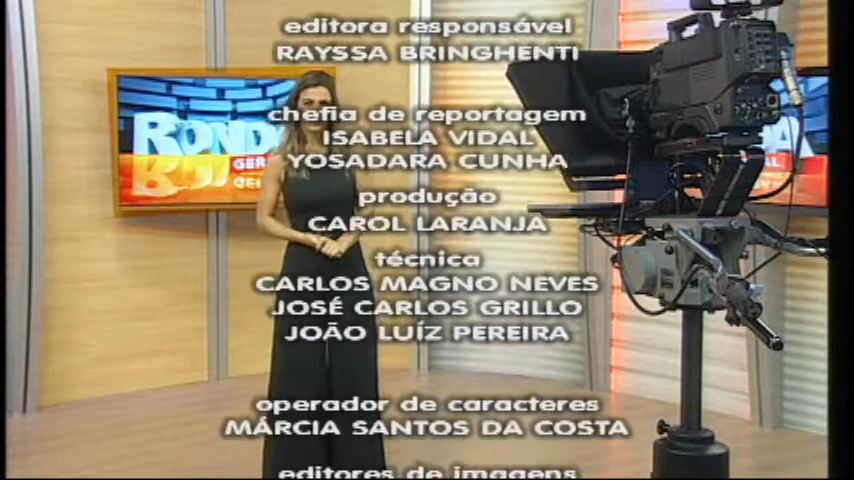 editora responsável
RAYSSA BRINGHENTI
chefia de reportagem
ISABELA VIDAL
YOSADARA CUNHA
produção
CAROL LARANJA
técnica
CARLOS MAGNO NEVES
JOSÉ CARLOS GRILLO
JOÃO LUÍZ PEREIRA
operador de caracteres
MÁRCIA SANTOS DA COSTA
editores de imagens